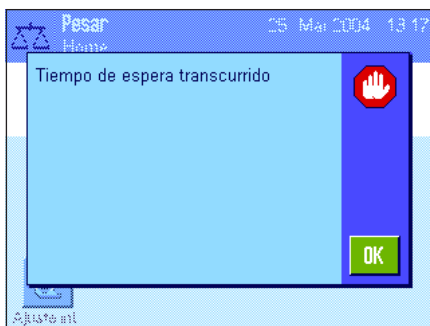 Pesar
25 Mai 2004 13:17
Home
Tiempo de espera transcurrido
OK
Ajuste int.